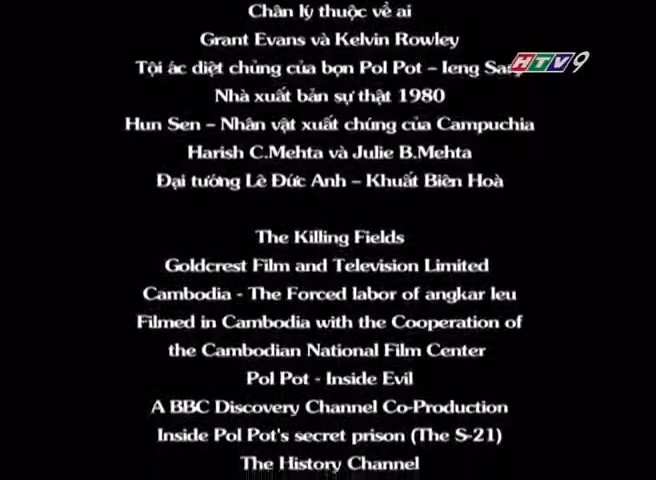 Chân lý thuộc về ai
Grant Evans và Kelvin Rowley
Tội ác diệt chủng của bọn Pol Pot – Ieng Sary
HTV9
Nhà xuất bản sự thật 1980
Hun Sen – Nhân vật xuất chúng của Campuchia
Harish C.Mehta và Julie B.Mehta
Đại tướng Lê Đức Anh – Khuất Biên Hoà
The Killing Fields
Goldcrest Film and Television Limited
Cambodia - The Forced labor of angkar leu
Filmed in Cambodia with the Cooperation of
the Cambodian National Film Center
Pol Pot - Inside Evil
A BBC Discovery Channel Co-Production
Inside Pol Pot's secret prison (The S-21)
The History Channel